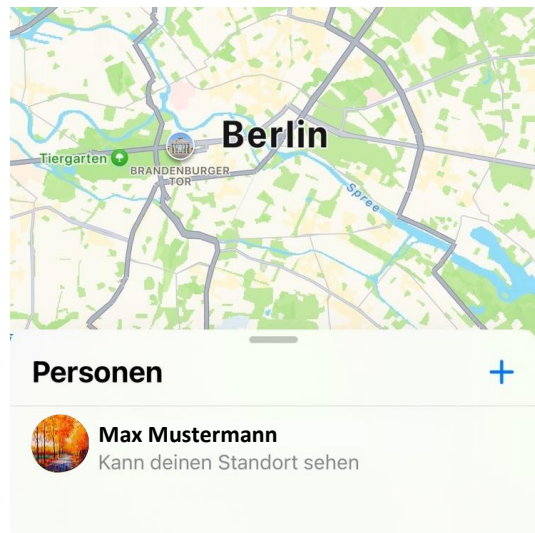 Berlin
Tiergarten
BRANDENBURGER
TOR
Spree
Personen
Max Mustermann
Kann deinen Standort sehen